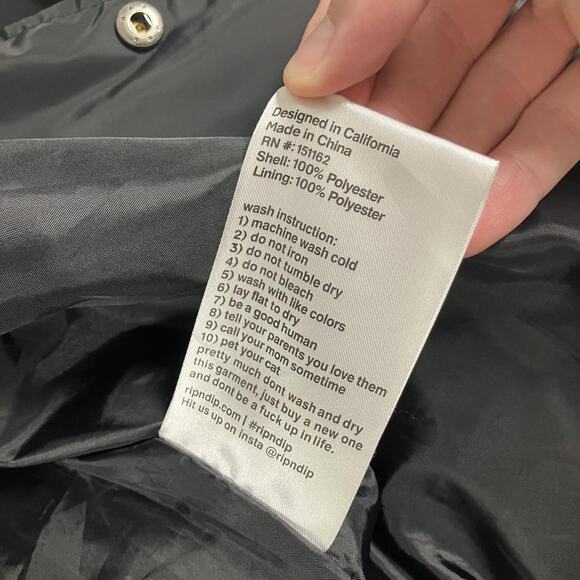 Designed in California
Made in China
RN #: 151162
Shell: 100% Polyester
Lining: 100% Polyester
wash instruction:
1) machine wash cold
2) do not iron
3) do not tumble dry
4) do not bleach
5) wash with like colors
6) lay flat to dry
7) be a good human
8) tell your parents you love them
9) call your mom sometime
10) pet your cat.
pretty much dont wash and dry
this garment, just buy a new one
and dont be a fuck up in life.
ripndip.com | #ripndip
Hit us up on insta @ripndip